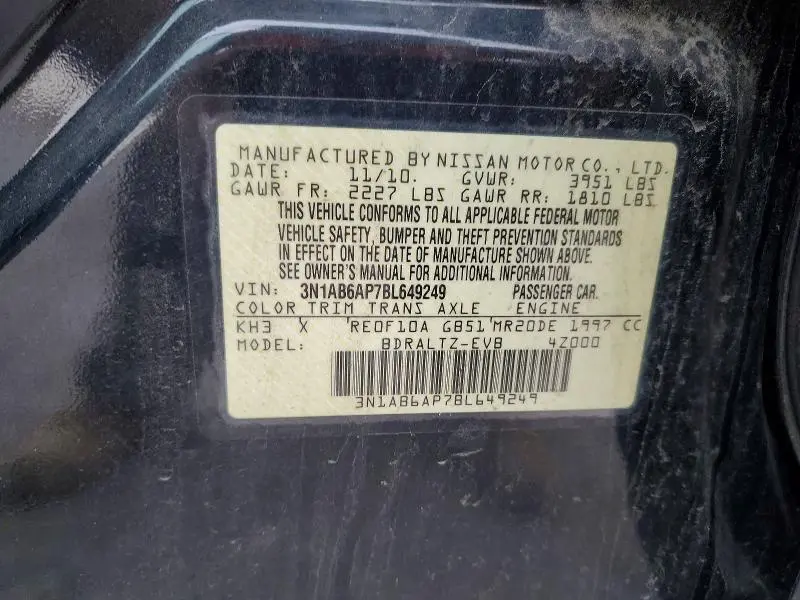 MANUFACTURED BY NISSAN MOTOR CO., LTD.
DATE: 11/10. GVWR: 3951 LBS
GAWR FR: 2227 LBS GAWR RR: 1810 LBS
THIS VEHICLE CONFORMS TO ALL APPLICABLE FEDERAL MOTOR
VEHICLE SAFETY, BUMPER AND THEFT PREVENTION STANDARDS
IN EFFECT ON THE DATE OF MANUFACTURE SHOWN ABOVE.
SEE OWNER'S MANUAL FOR ADDITIONAL INFORMATION.
VIN: 3N1AB6AP7BL649249 PASSENGER CAR.
COLOR TRIM TRANS AXLE ENGINE
KH3 X 'RE0F10A GB51'MR20DE 1997 CC
MODEL: BDRALTZ-EVB 4Z000
3N1AB6AP7BL649249